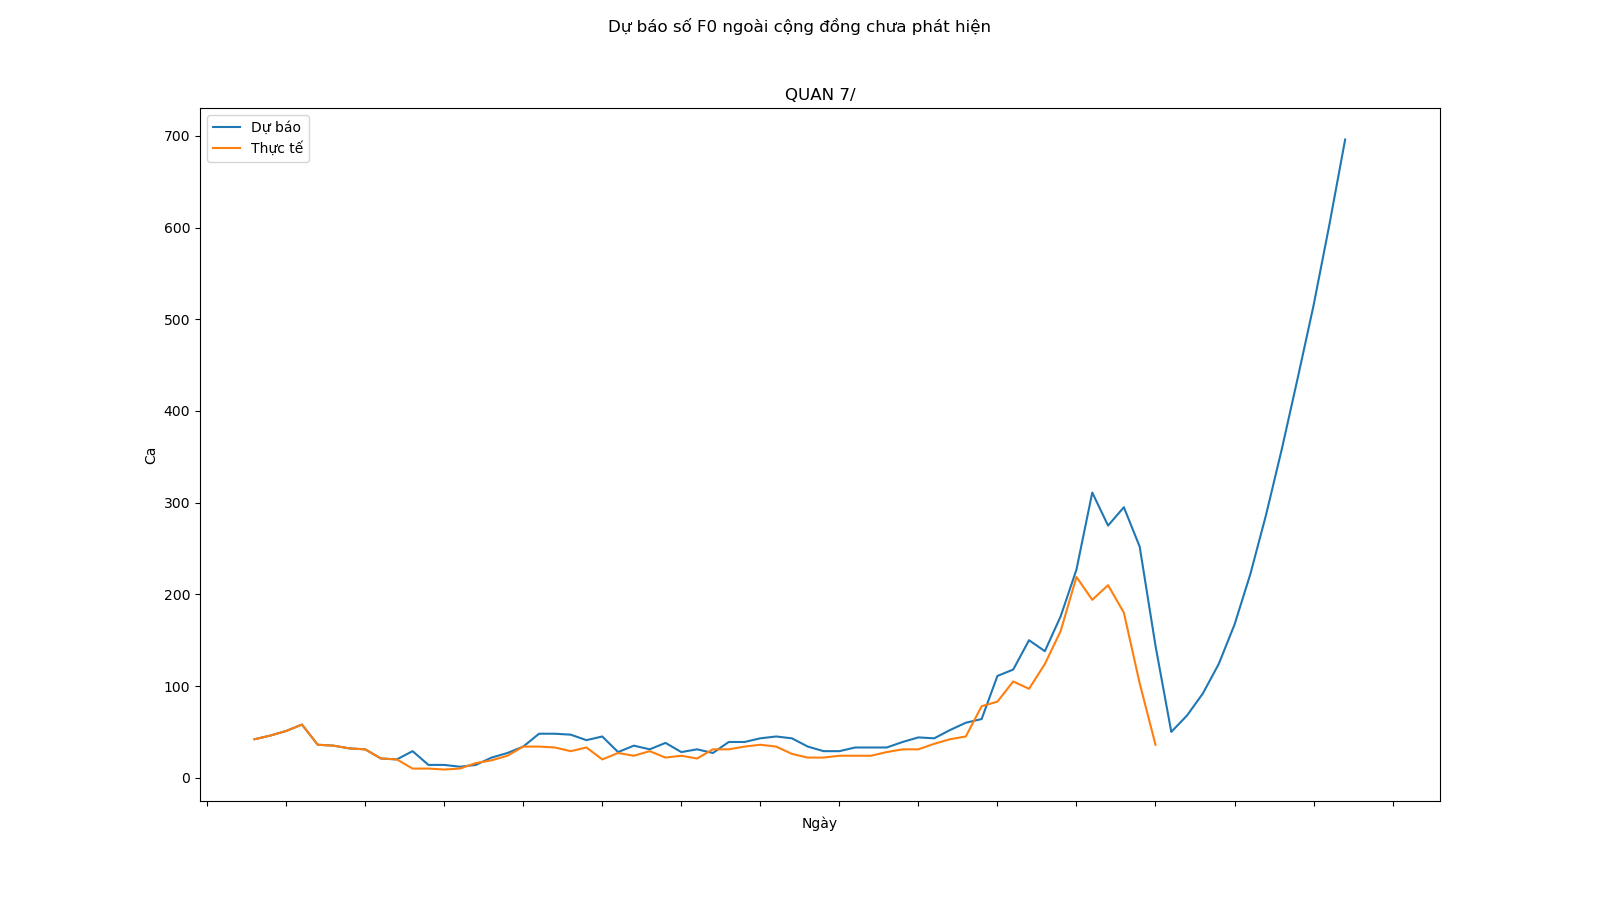 Dự báo số F0 ngoài cộng đồng chưa phát hiện
QUAN 7/
Dự báo
Thực tế
700
600
500
400
300
200
100
0
Ca
Ngày